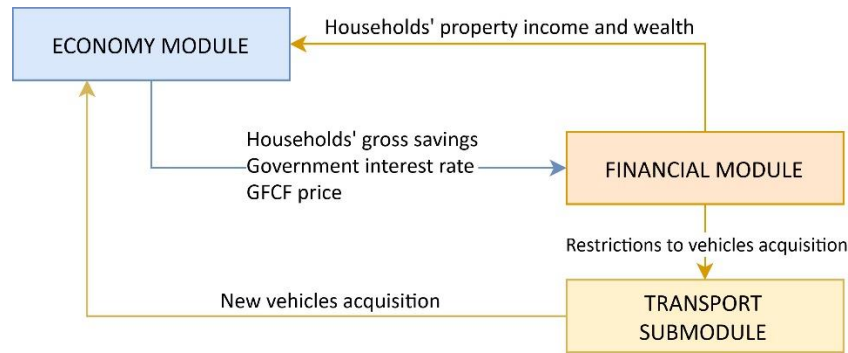 Households' property income and wealth
ECONOMY MODULE
Households' gross savings
Government interest rate
GFCF price
FINANCIAL MODULE
Restrictions to vehicles acquisition
New vehicles acquisition
TRANSPORT
SUBMODULE